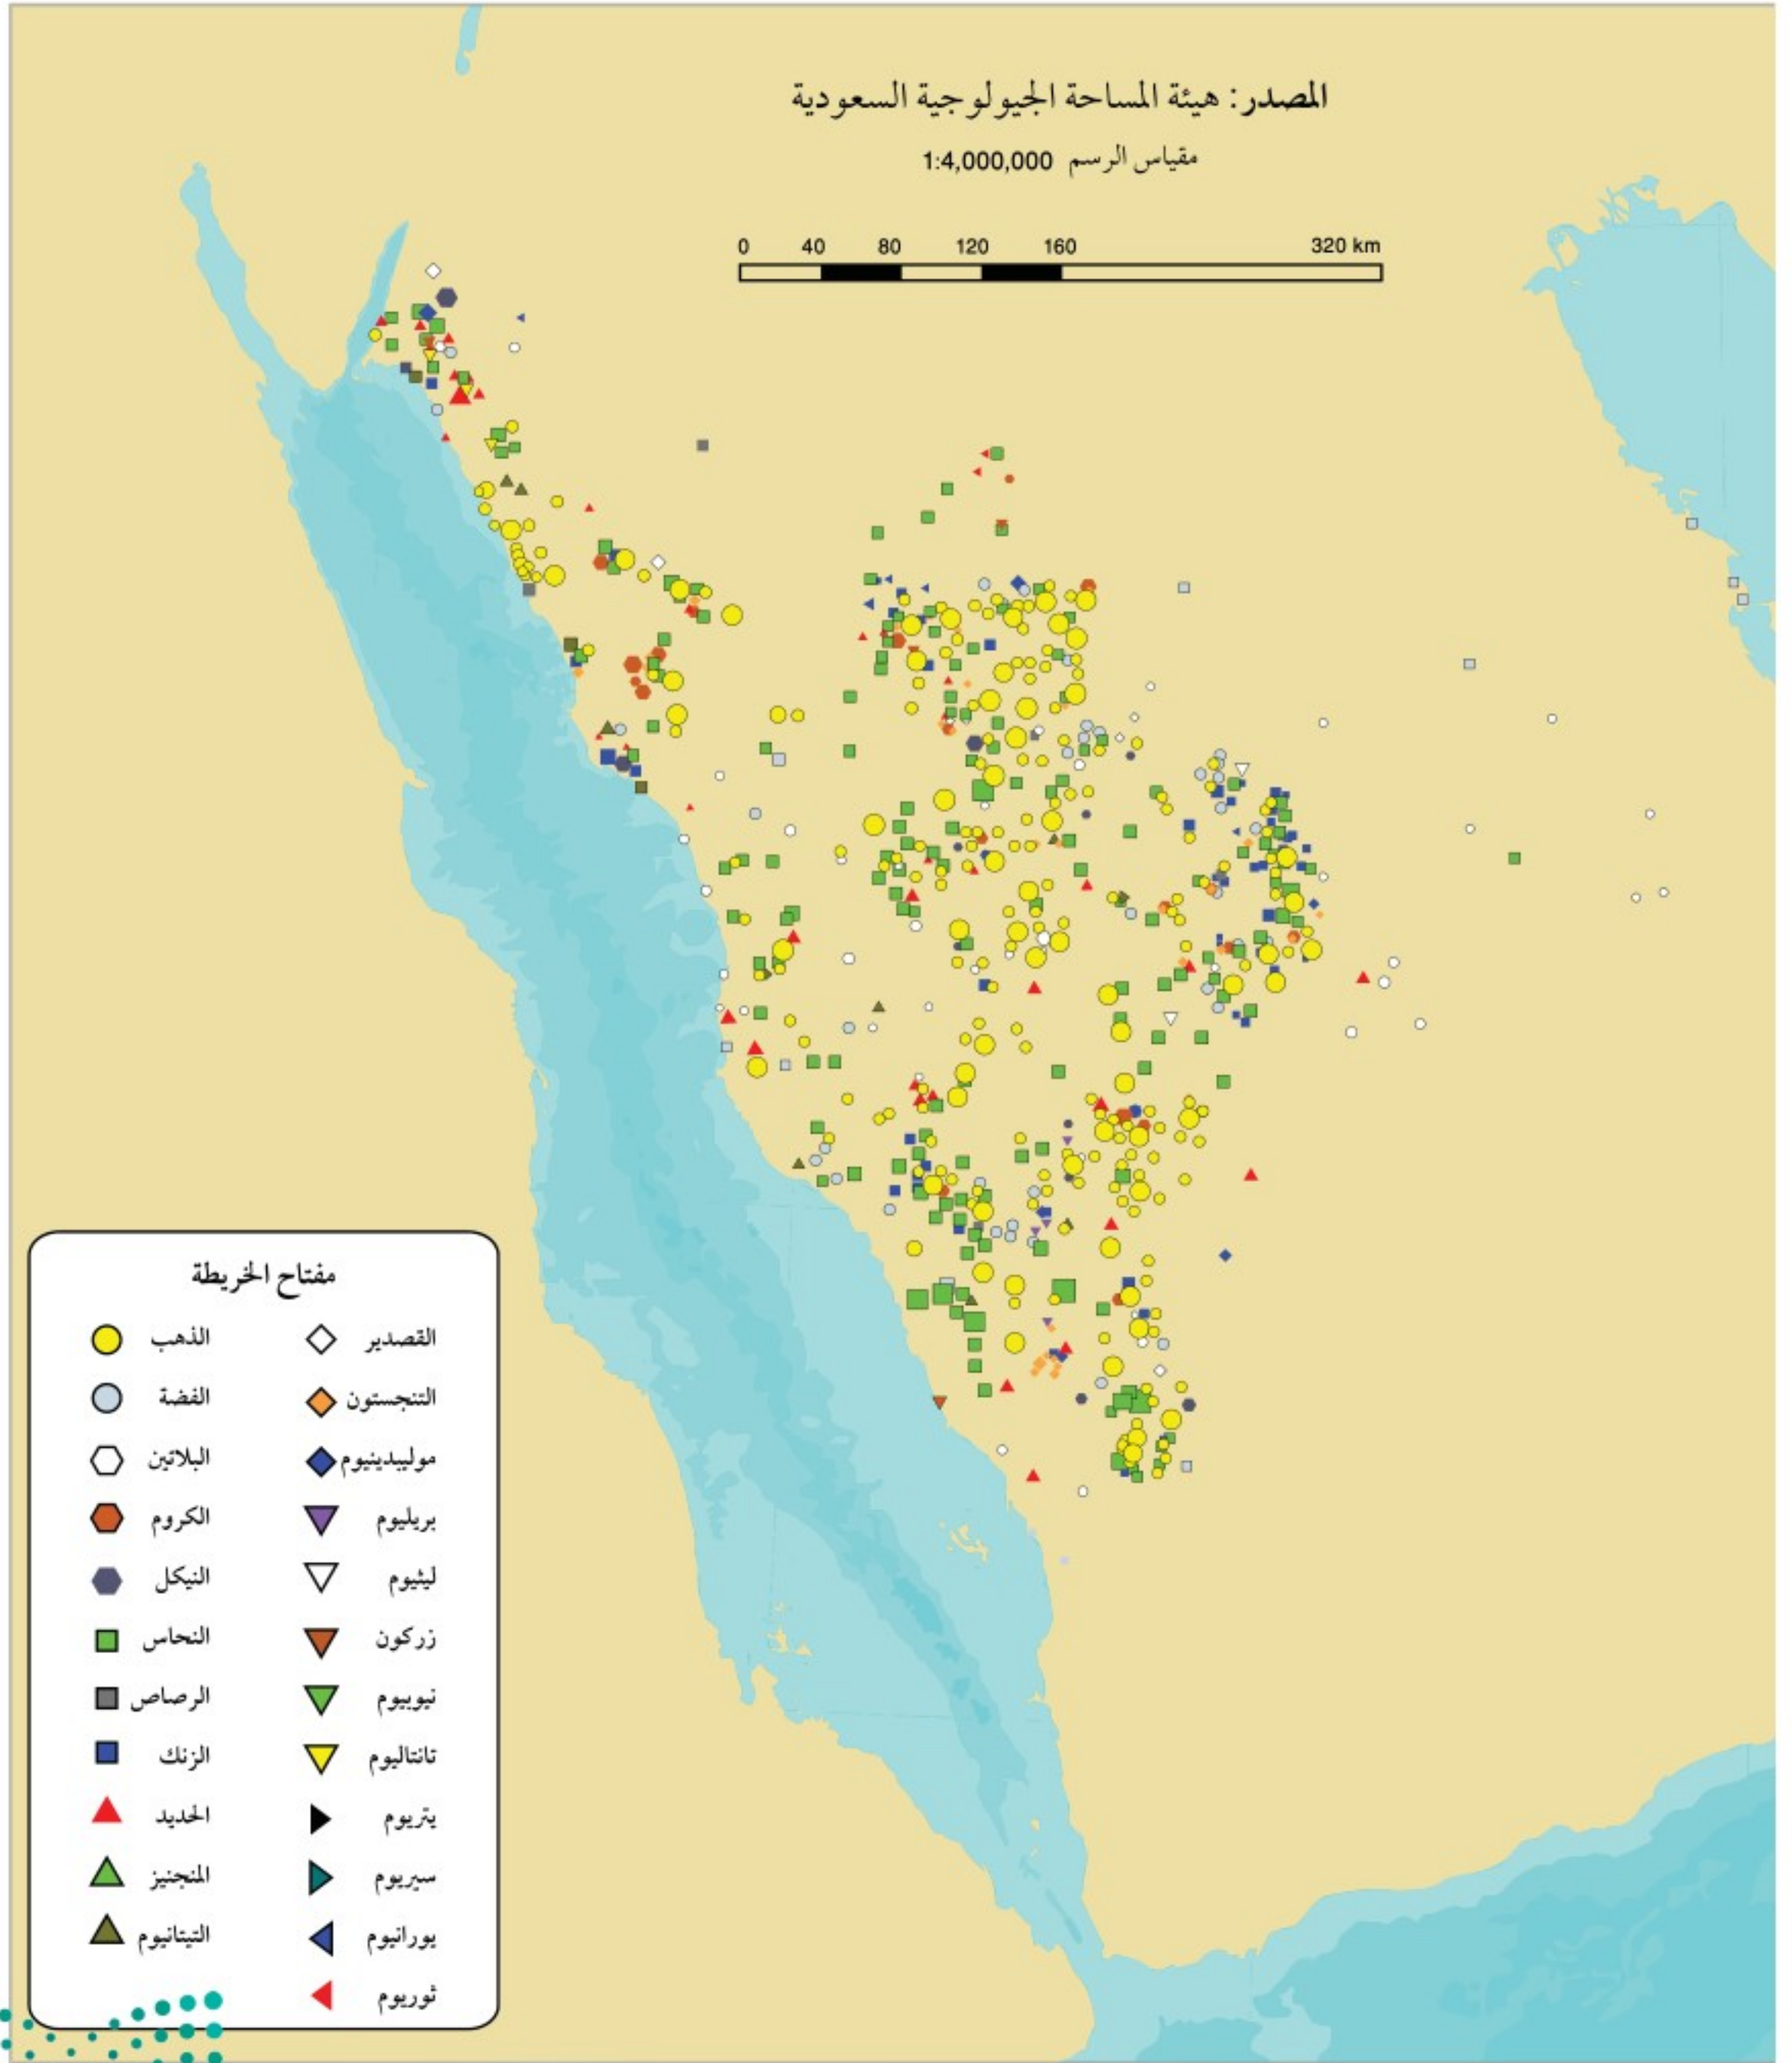 المصدر: هيئة المساحة الجيولوجية السعودية
مقياس الرسم 1:4,000,000
0 40 80 120 160 320 km
مفتاح الخريطة
القصدير
التنجستون
موليبدينيوم
بريليوم
ليثيوم
زركون
نيوبيوم
تانتاليوم
يتريوم
سيريوم
يورانيوم
ثوريوم
الذهب
الفضة
البلاتين
الكروم
النيكل
النحاس
الرصاص
الزنك
الحديد
المنجنيز
التيتانيوم